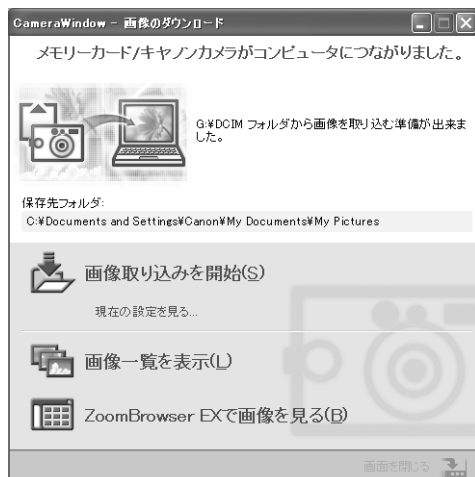 CameraWindow - 画像のダウンロード
メモリーカード/キヤノンカメラがコンピュータにつながりました。
G:¥DCIM フォルダから画像を取り込む準備が出来ま
した。
保存先フォルダ:
C:¥Documents and Settings¥Canon¥My Documents¥My Pictures
画像取り込みを開始(S)
現在の設定を見る...
画像一覧を表示(L)
ZoomBrowser EXで画像を見る(B)
画面を閉じる